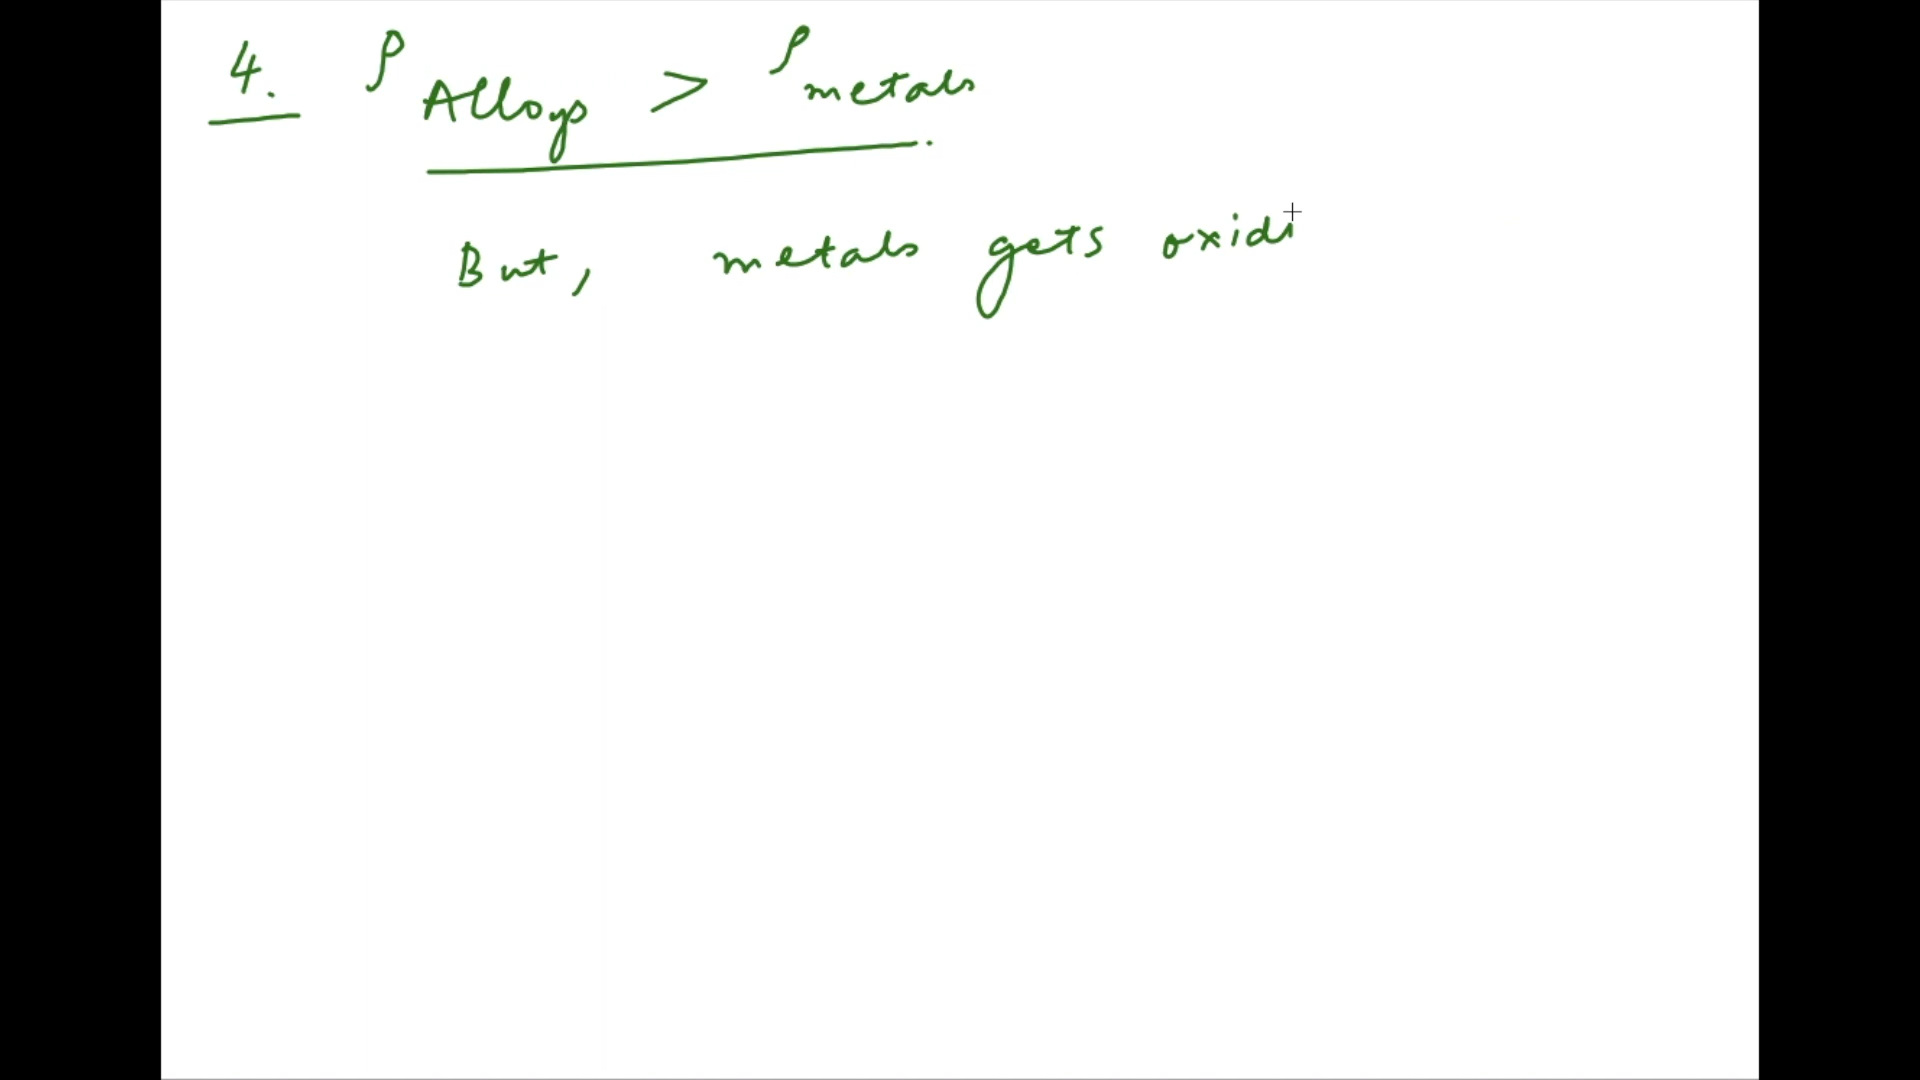 4. ρ Alloys > ρ metals.
But, metals gets oxidi